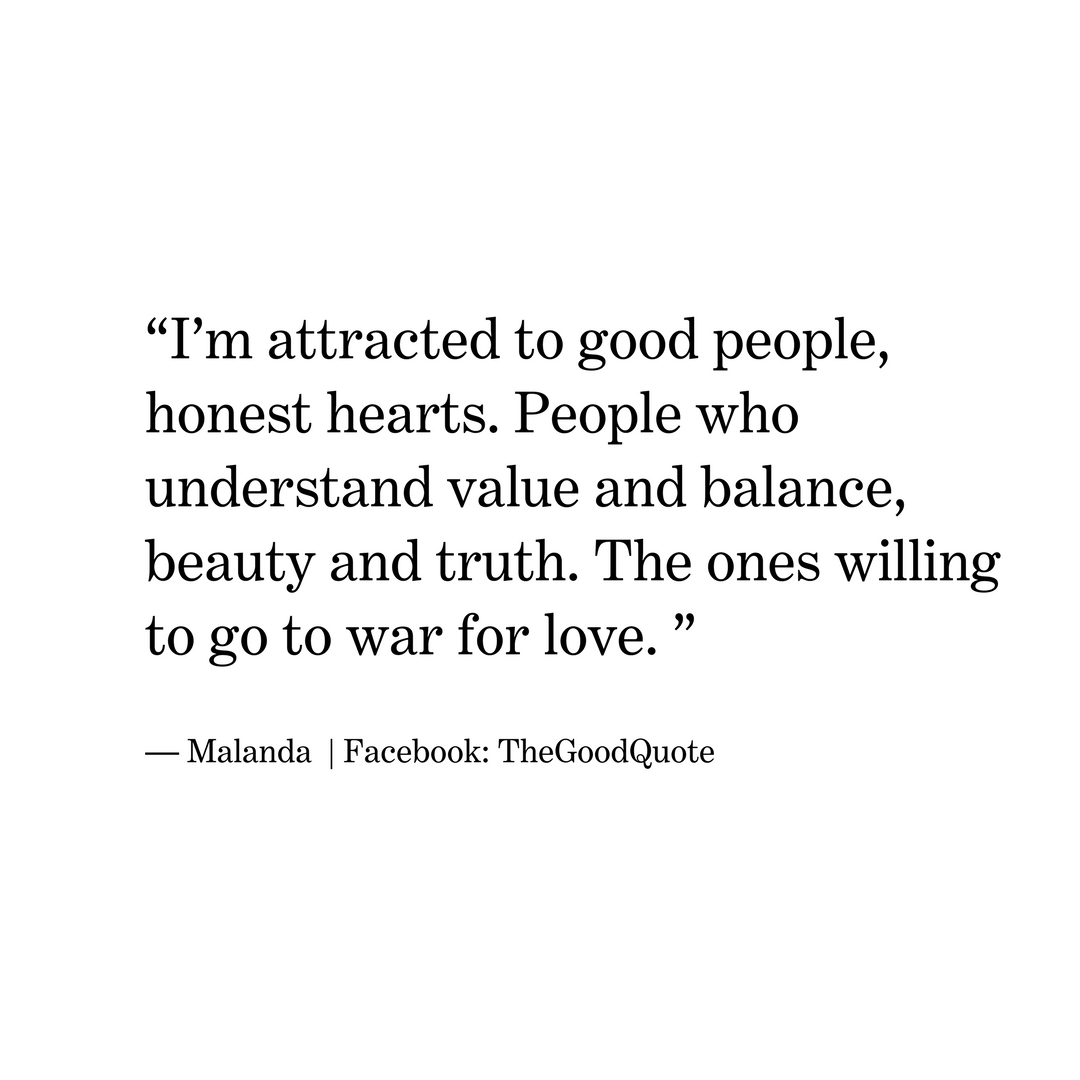 “I’m attracted to good people,
honest hearts. People who
understand value and balance,
beauty and truth. The ones willing
to go to war for love. ”
— Malanda | Facebook: TheGoodQuote